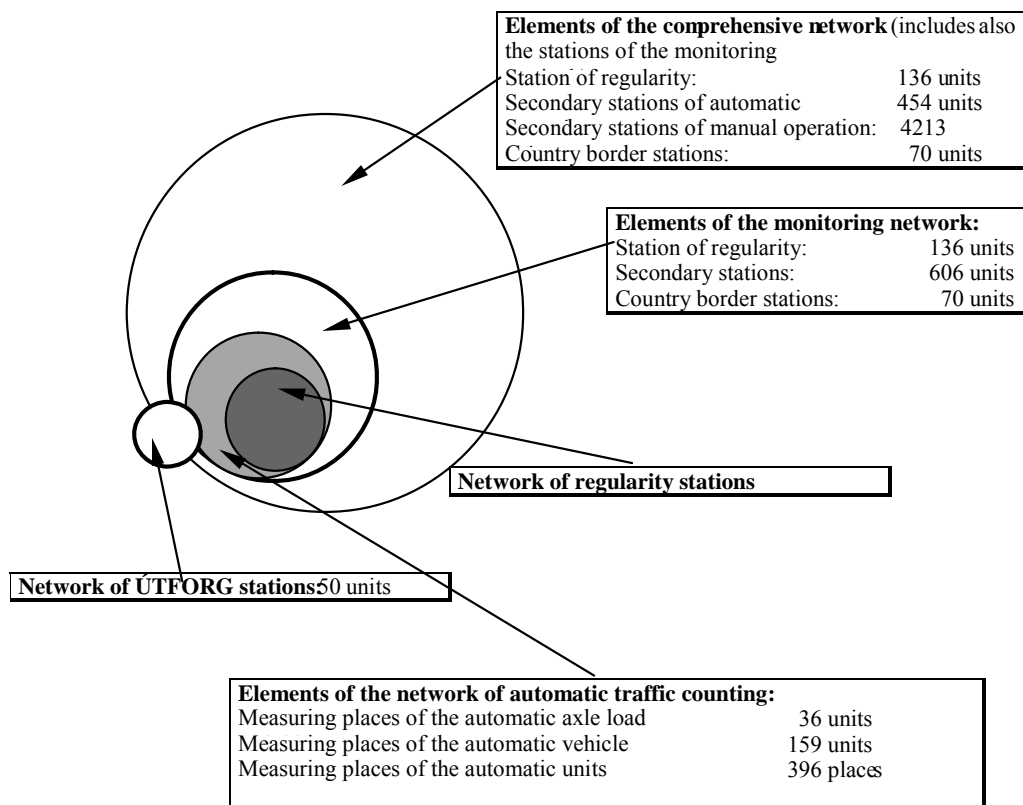 Elements of the comprehensive network (includes also
the stations of the monitoring
Station of regularity: 136 units
Secondary stations of automatic 454 units
Secondary stations of manual operation: 4213
Country border stations: 70 units
Elements of the monitoring network:
Station of regularity: 136 units
Secondary stations: 606 units
Country border stations: 70 units
Network of regularity stations
Network of ÚTFORG stations:50 units
Elements of the network of automatic traffic counting:
Measuring places of the automatic axle load 36 units
Measuring places of the automatic vehicle 159 units
Measuring places of the automatic units 396 places